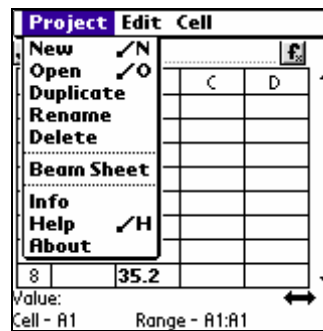 Project Edit Cell
New /N
Open /O
Duplicate
Rename
Delete
Beam Sheet
Info
Help /H
About
fx
C D
8 35.2
Value:
Cell - A1 Range - A1:A1